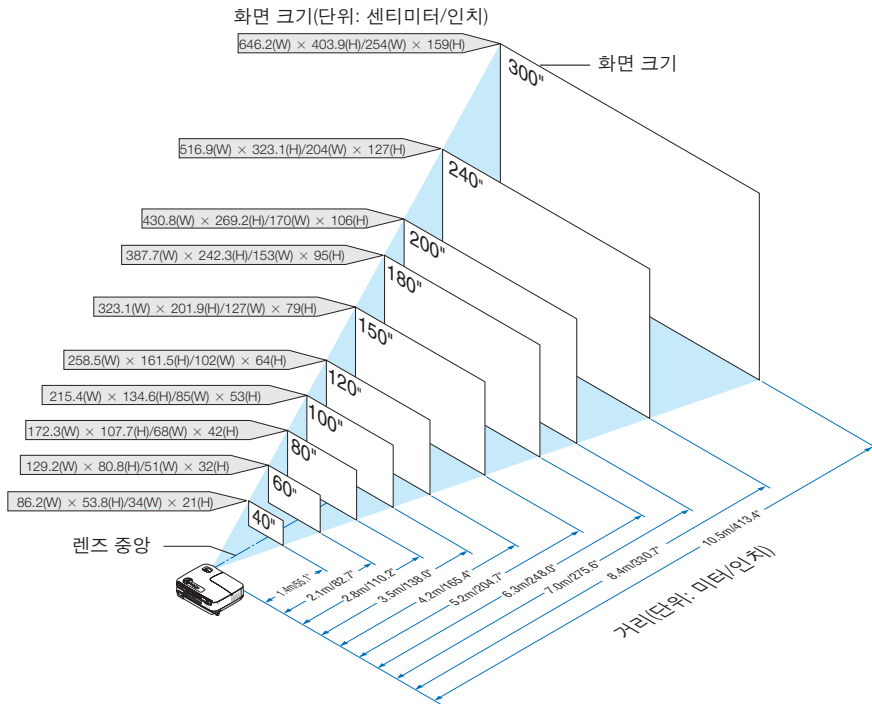 화면 크기(단위: 센티미터/인치)
646.2(W) × 403.9(H)/254(W) × 159(H)
화면 크기
300"
516.9(W) × 323.1(H)/204(W) × 127(H)
240"
430.8(W) × 269.2(H)/170(W) × 106(H)
200"
387.7(W) × 242.3(H)/153(W) × 95(H)
180"
323.1(W) × 201.9(H)/127(W) × 79(H)
150"
258.5(W) × 161.5(H)/102(W) × 64(H)
120"
215.4(W) × 134.6(H)/85(W) × 53(H)
100"
172.3(W) × 107.7(H)/68(W) × 42(H)
80"
129.2(W) × 80.8(H)/51(W) × 32(H)
60"
86.2(W) × 53.8(H)/34(W) × 21(H)
40"
렌즈 중앙
1.4m/55.1"
2.1m/82.7"
2.8m/110.2"
3.5m/138.0"
4.2m/165.4"
5.2m/204.7"
6.3m/248.0"
7.0m/275.6"
8.4m/330.7"
10.5m/413.4"
거리(단위: 미터/인치)